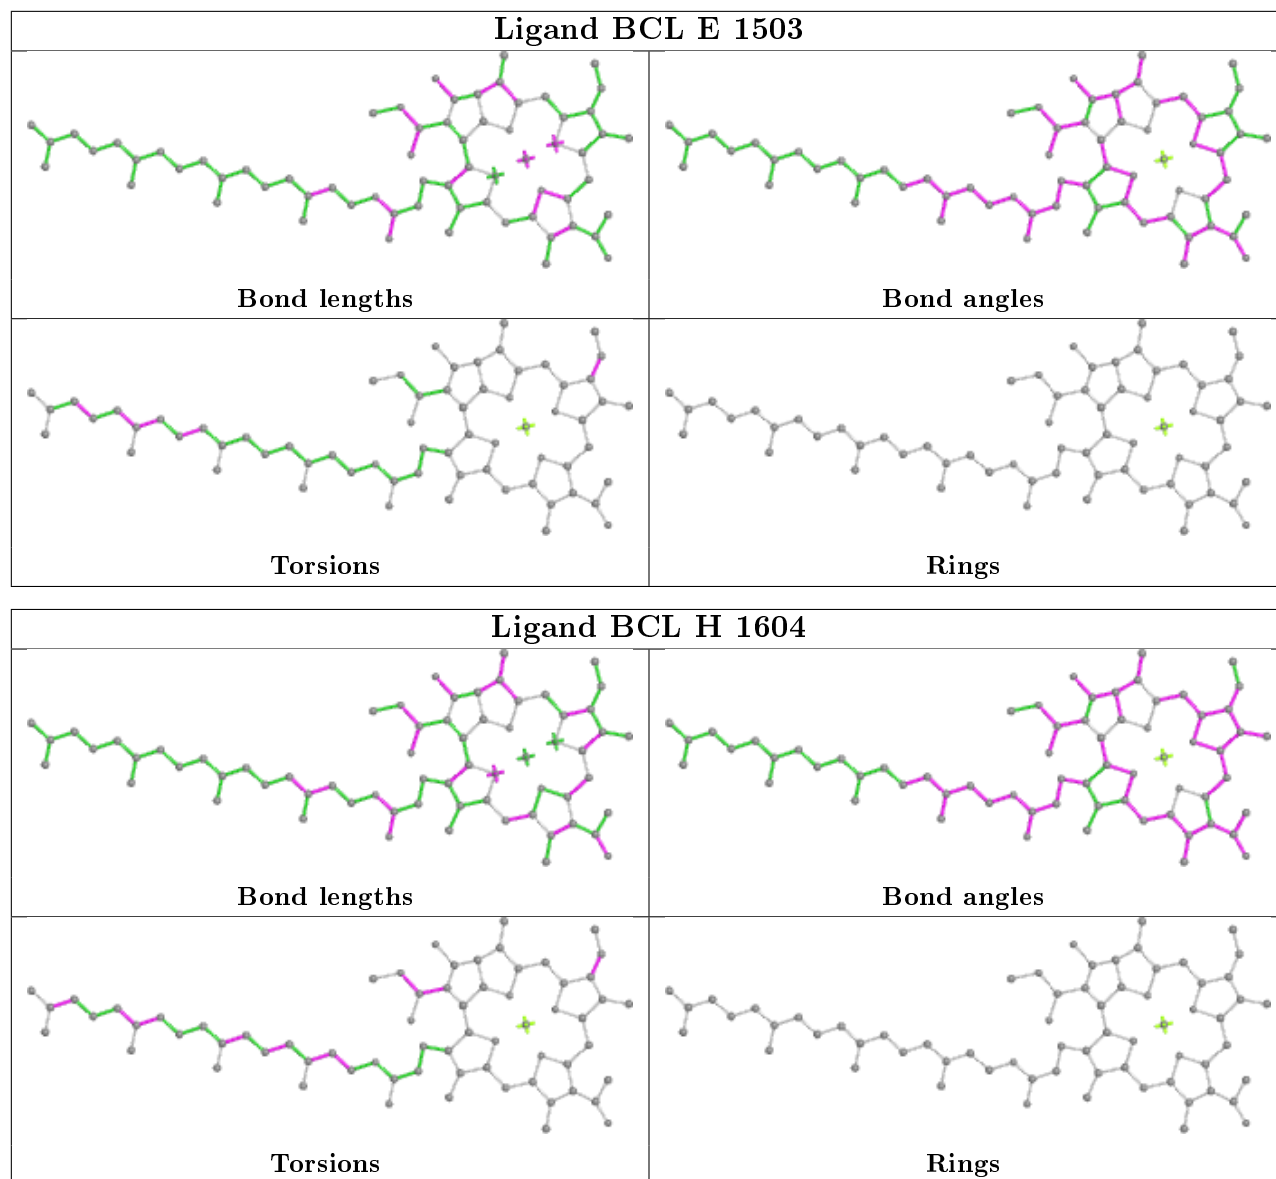 Ligand BCL E 1503
Bond lengths
Bond angles
Torsions
Rings
Ligand BCL H 1604
Bond lengths
Bond angles
Torsions
Rings